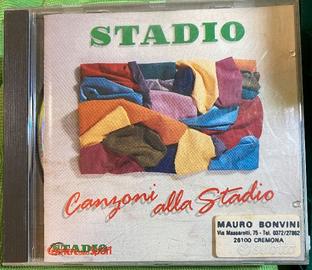 STADIO
Canzoni alla Stadio
STADIO
MAURO BONVINI
Via Massarotti, 75 - Tel. 0372/27862
26100 CREMONA